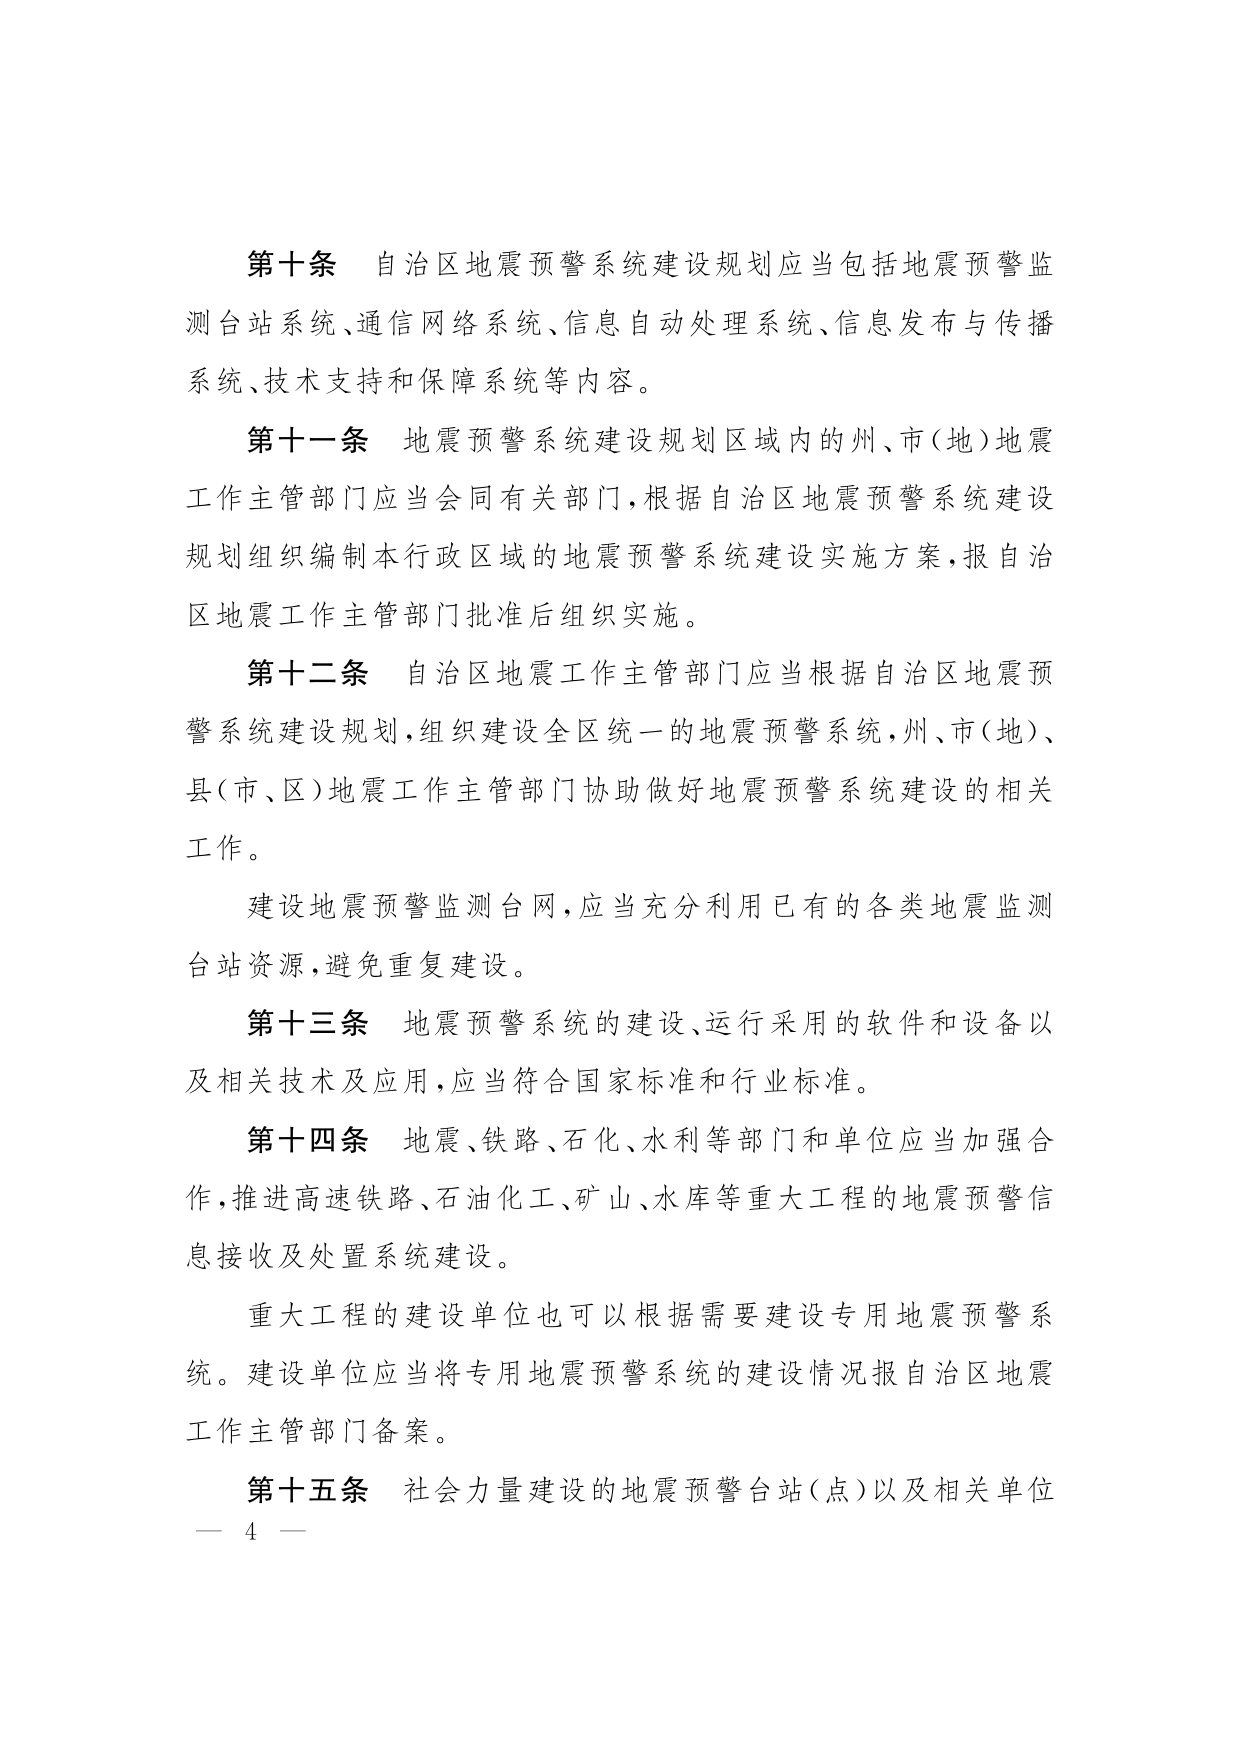 第十条　自治区地震预警系统建设规划应当包括地震预警监
测台站系统、通信网络系统、信息自动处理系统、信息发布与传播
系统、技术支持和保障系统等内容。
第十一条　地震预警系统建设规划区域内的州、市(地)地震
工作主管部门应当会同有关部门,根据自治区地震预警系统建设
规划组织编制本行政区域的地震预警系统建设实施方案,报自治
区地震工作主管部门批准后组织实施。
第十二条　自治区地震工作主管部门应当根据自治区地震预
警系统建设规划,组织建设全区统一的地震预警系统,州、市(地)、
县(市、区)地震工作主管部门协助做好地震预警系统建设的相关
工作。
建设地震预警监测台网,应当充分利用已有的各类地震监测
台站资源,避免重复建设。
第十三条　地震预警系统的建设、运行采用的软件和设备以
及相关技术及应用,应当符合国家标准和行业标准。
第十四条　地震、铁路、石化、水利等部门和单位应当加强合
作,推进高速铁路、石油化工、矿山、水库等重大工程的地震预警信
息接收及处置系统建设。
重大工程的建设单位也可以根据需要建设专用地震预警系
统。建设单位应当将专用地震预警系统的建设情况报自治区地震
工作主管部门备案。
第十五条　社会力量建设的地震预警台站(点)以及相关单位
— 4 —